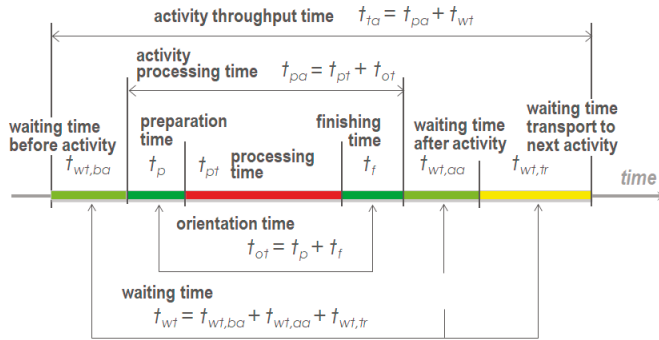 activity throughput time t_ta = t_pa + t_wt
activity
processing time t_pa = t_pt + t_ot
waiting time
before activity
t_wt,ba
preparation
time
t_p
t_pt
processing
time
finishing
time
t_f
waiting time
after activity
t_wt,aa
waiting time
transport to
next activity
t_wt,tr
time
orientation time
t_ot = t_p + t_f
waiting time
t_wt = t_wt,ba + t_wt,aa + t_wt,tr